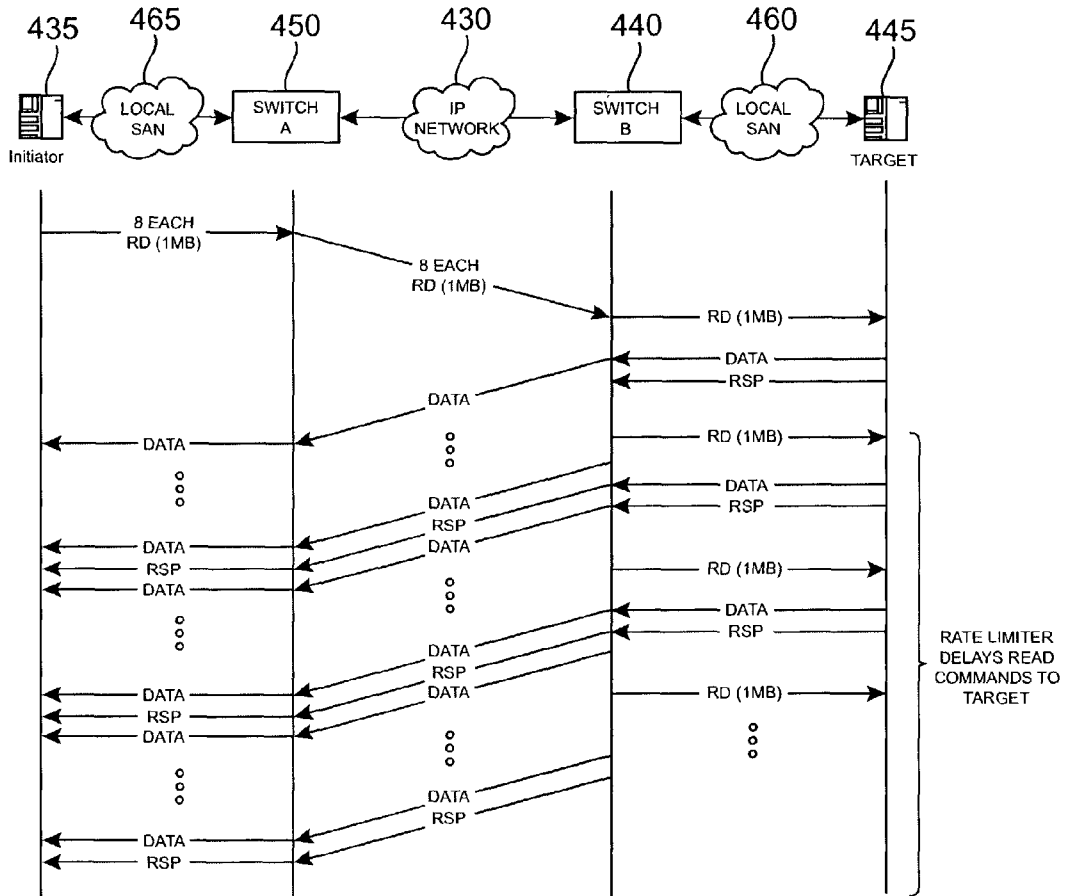 435
465
450
430
440
460
445
LOCAL
SAN
SWITCH
A
IP
NETWORK
SWITCH
B
LOCAL
SAN
Initiator
TARGET
8 EACH
RD (1MB)
8 EACH
RD (1MB)
RD (1MB)
DATA
RSP
DATA
DATA
RD (1MB)
DATA
DATA
RSP
RSP
DATA
DATA
RSP
DATA
RD (1MB)
DATA
RSP
DATA
RSP
DATA
DATA
RSP
DATA
RD (1MB)
RATE LIMITER
DELAYS READ
COMMANDS TO
TARGET
DATA
RSP
DATA
RSP